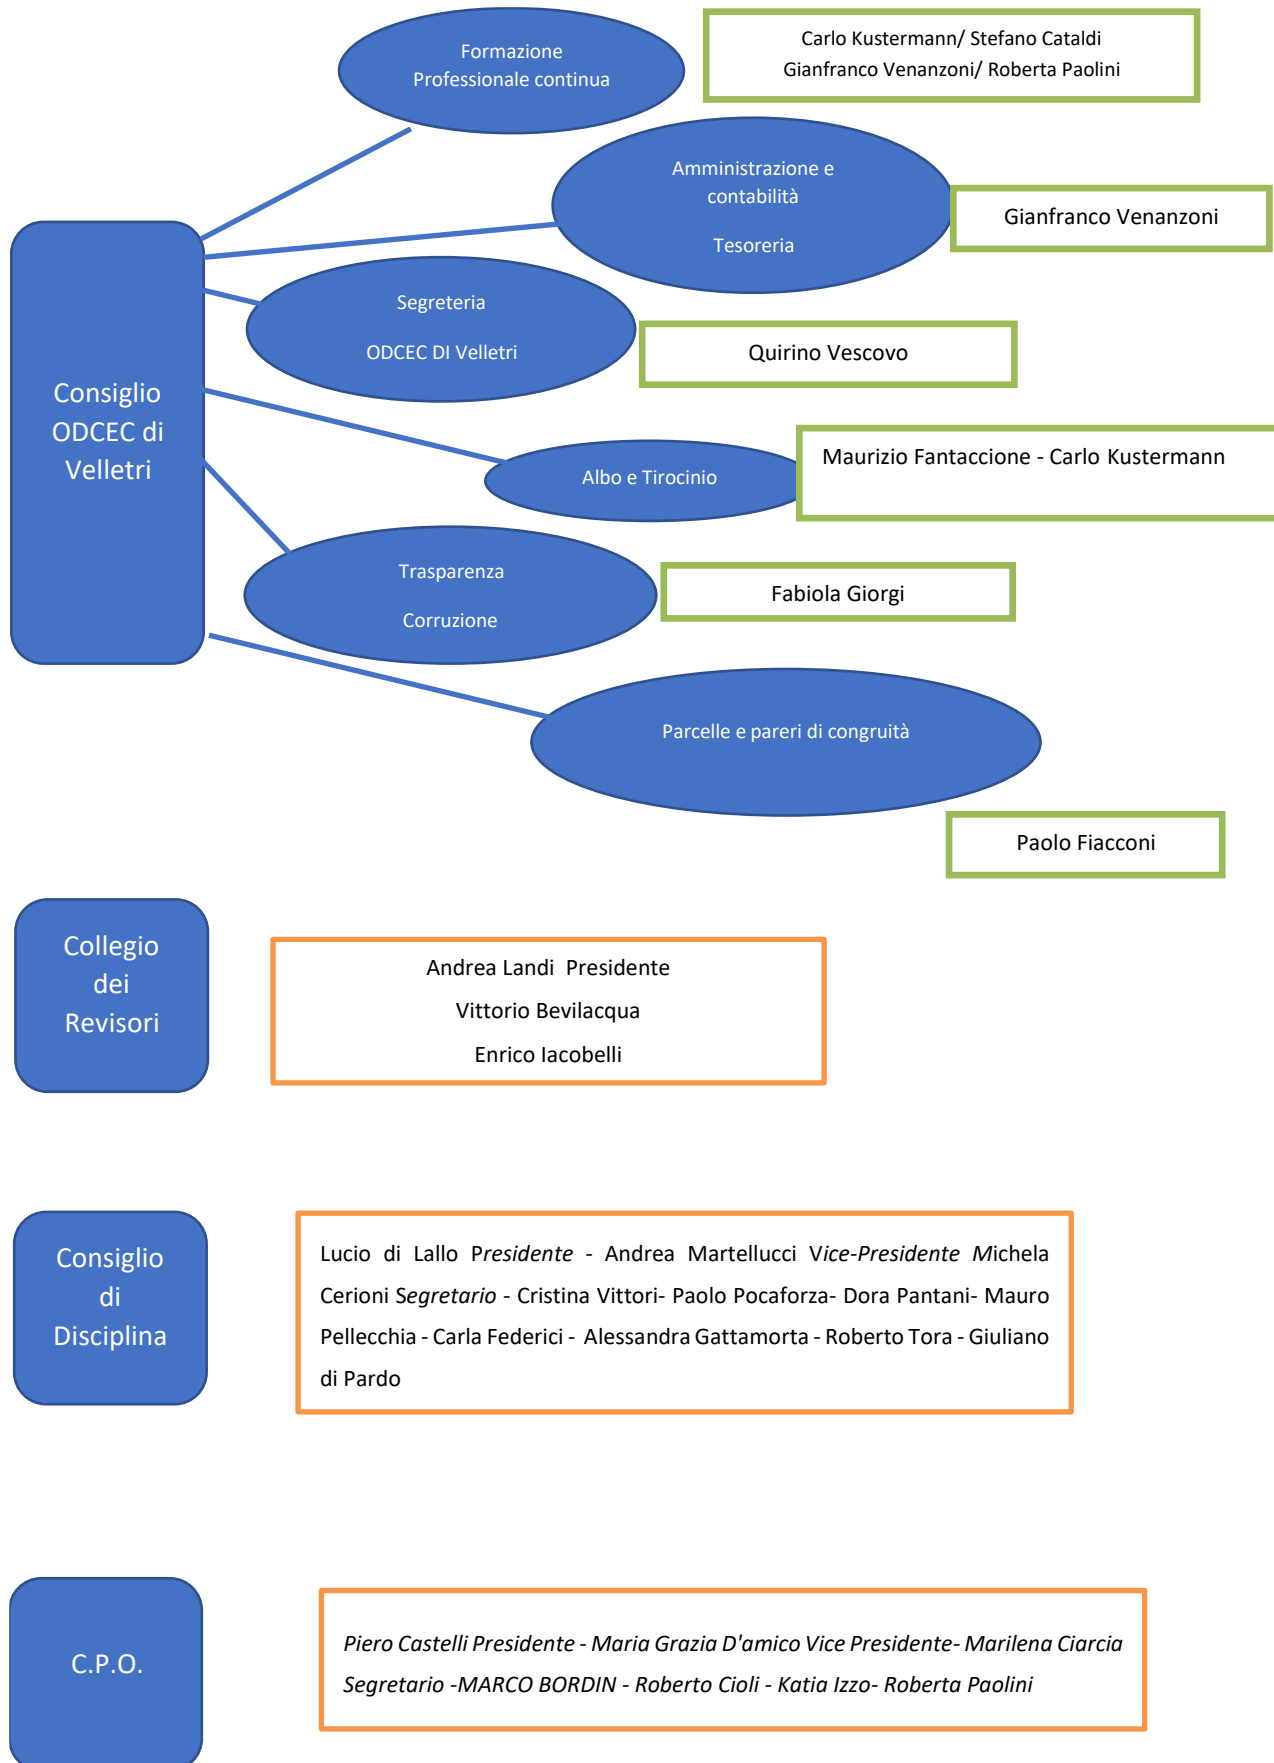 Formazione
Professionale continua
Carlo Kustermann/ Stefano Cataldi
Gianfranco Venanzoni/ Roberta Paolini
Amministrazione e
contabilità
Tesoreria
Gianfranco Venanzoni
Segreteria
ODCEC DI Velletri
Quirino Vescovo
Consiglio
ODCEC di
Velletri
Albo e Tirocinio
Maurizio Fantaccione - Carlo Kustermann
Trasparenza
Corruzione
Fabiola Giorgi
Parcelle e pareri di congruità
Paolo Fiacconi
Collegio
dei
Revisori
Andrea Landi Presidente
Vittorio Bevilacqua
Enrico Iacobelli
Consiglio
di
Disciplina
Lucio di Lallo Presidente - Andrea Martellucci Vice-Presidente Michela
Cerioni Segretario - Cristina Vittori- Paolo Pocaforza- Dora Pantani- Mauro
Pellecchia - Carla Federici - Alessandra Gattamorta - Roberto Tora - Giuliano
di Pardo
C.P.O.
Piero Castelli Presidente - Maria Grazia D'amico Vice Presidente- Marilena Ciarcia
Segretario -MARCO BORDIN - Roberto Cioli - Katia Izzo- Roberta Paolini